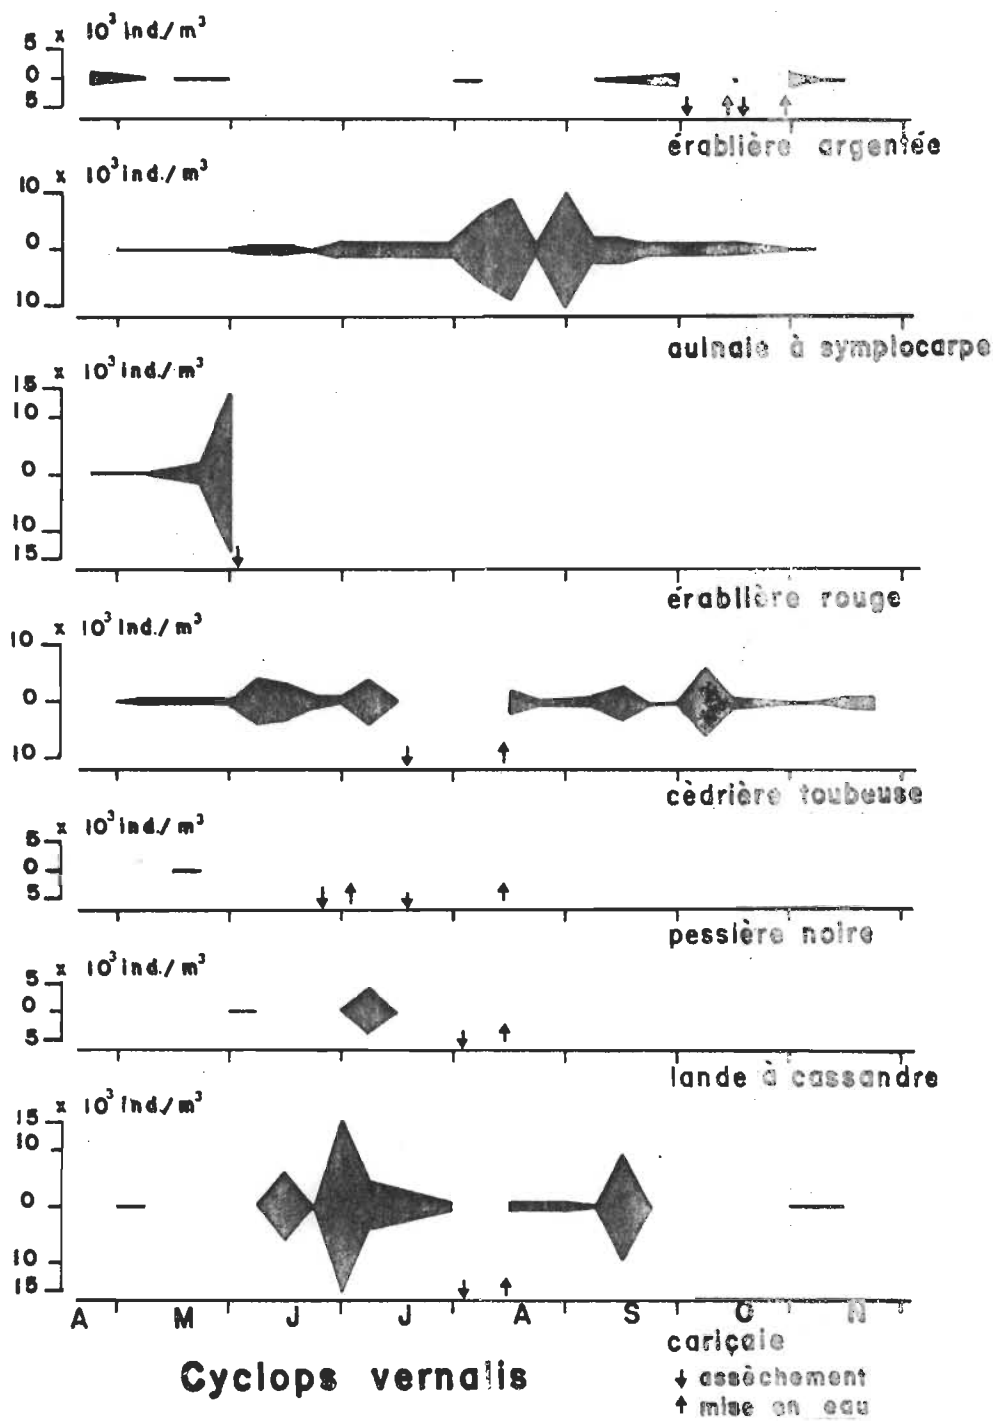 5 x 10³ ind./m³
0
5
érablière argentée
10 x 10³ ind./m³
0
10
aulnaie à symplocarpe
15 x 10³ ind./m³
10
0
10
15
érablière rouge
10 x 10³ ind./m³
0
10
cèdrière toubeuse
5 x 10³ ind./m³
0
5
pessière noire
5 x 10³ ind./m³
0
5
lande à cassandre
15 x 10³ ind./m³
10
0
10
15
A M J J A S O N
cariçaie
Cyclops vernalis
↓ assèchement
↑ mise en eau